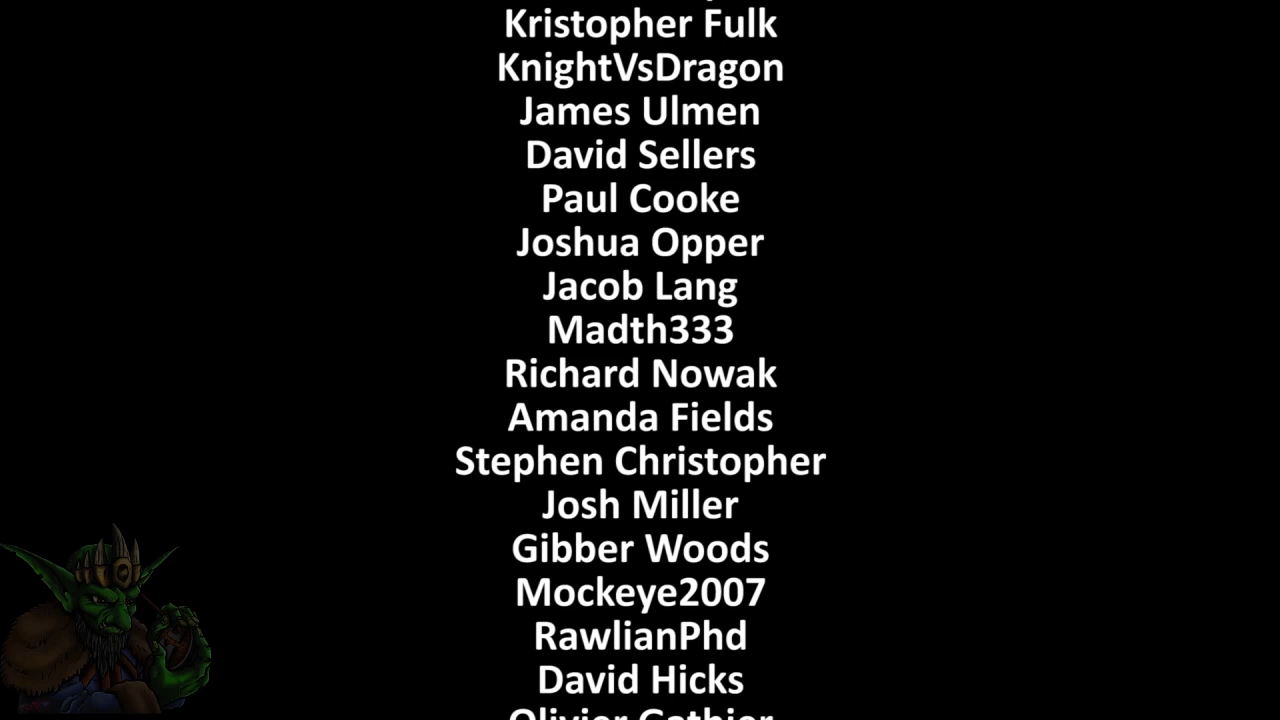 Kristopher Fulk
KnightVsDragon
James Ulmen
David Sellers
Paul Cooke
Joshua Opper
Jacob Lang
Madth333
Richard Nowak
Amanda Fields
Stephen Christopher
Josh Miller
Gibber Woods
Mockeye2007
RawlianPhd
David Hicks
Olivier